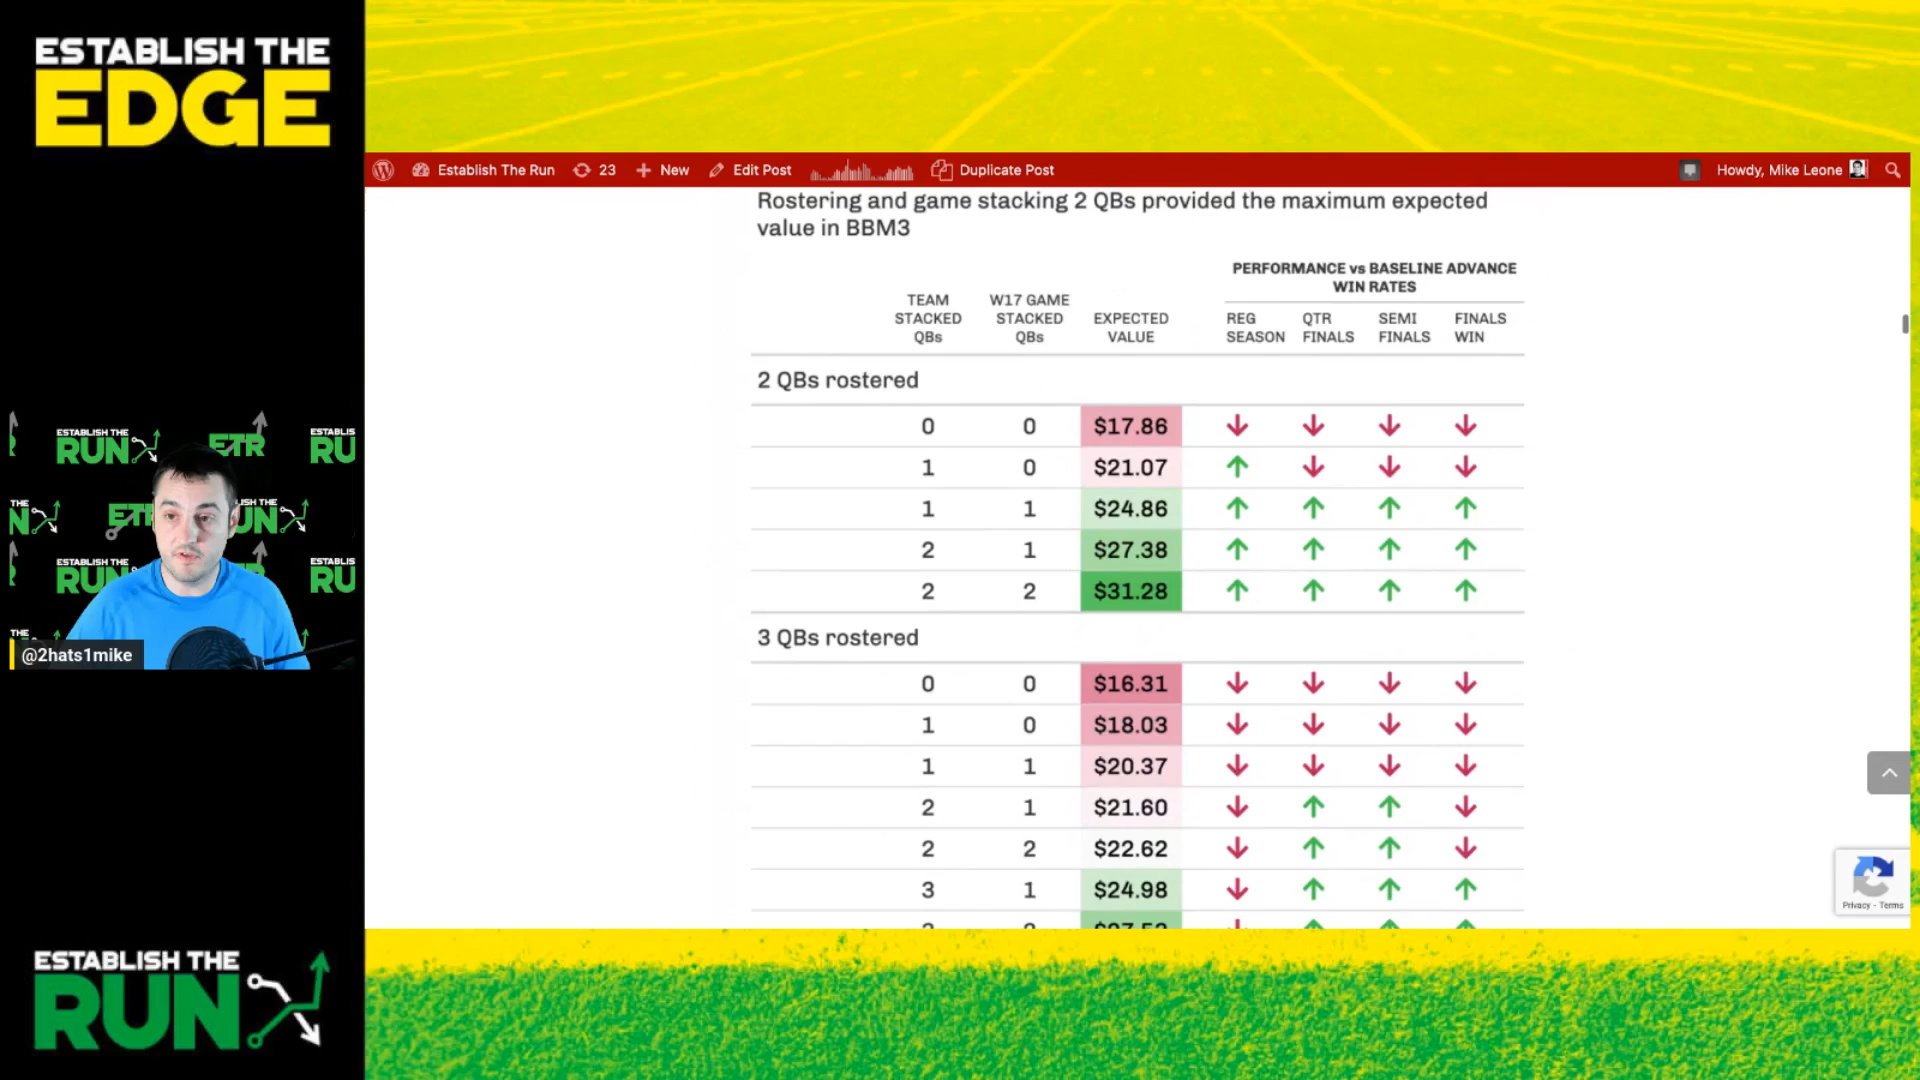 ESTABLISH THE
EDGE
Establish The Run
23
New
Edit Post
Duplicate Post
Howdy, Mike Leone
Rostering and game stacking 2 QBs provided the maximum expected
value in BBM3
PERFORMANCE vs BASELINE ADVANCE
WIN RATES
TEAM STACKED QBs
W17 GAME STACKED QBs
EXPECTED VALUE
REG SEASON
QTR FINALS
SEMI FINALS
FINALS WIN
2 QBs rostered
0 0 $17.86 ↓ ↓ ↓ ↓
1 0 $21.07 ↑ ↓ ↓ ↓
1 1 $24.86 ↑ ↑ ↑ ↑
2 1 $27.38 ↑ ↑ ↑ ↑
2 2 $31.28 ↑ ↑ ↑ ↑
3 QBs rostered
0 0 $16.31 ↓ ↓ ↓ ↓
1 0 $18.03 ↓ ↓ ↓ ↓
1 1 $20.37 ↓ ↓ ↓ ↓
2 1 $21.60 ↓ ↑ ↑ ↓
2 2 $22.62 ↓ ↑ ↑ ↓
3 1 $24.98 ↓ ↑ ↑ ↑
ESTABLISH THE
RUN
ETR
@2hats1mike
Privacy - Terms
ESTABLISH THE
RUN